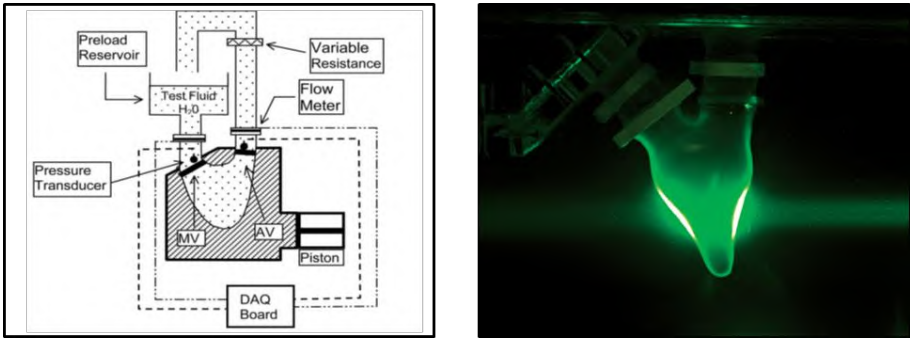 Preload
Reservoir
Variable
Resistance
Test Fluid
H20
Flow
Meter
Pressure
Transducer
MV
AV
Piston
DAQ
Board